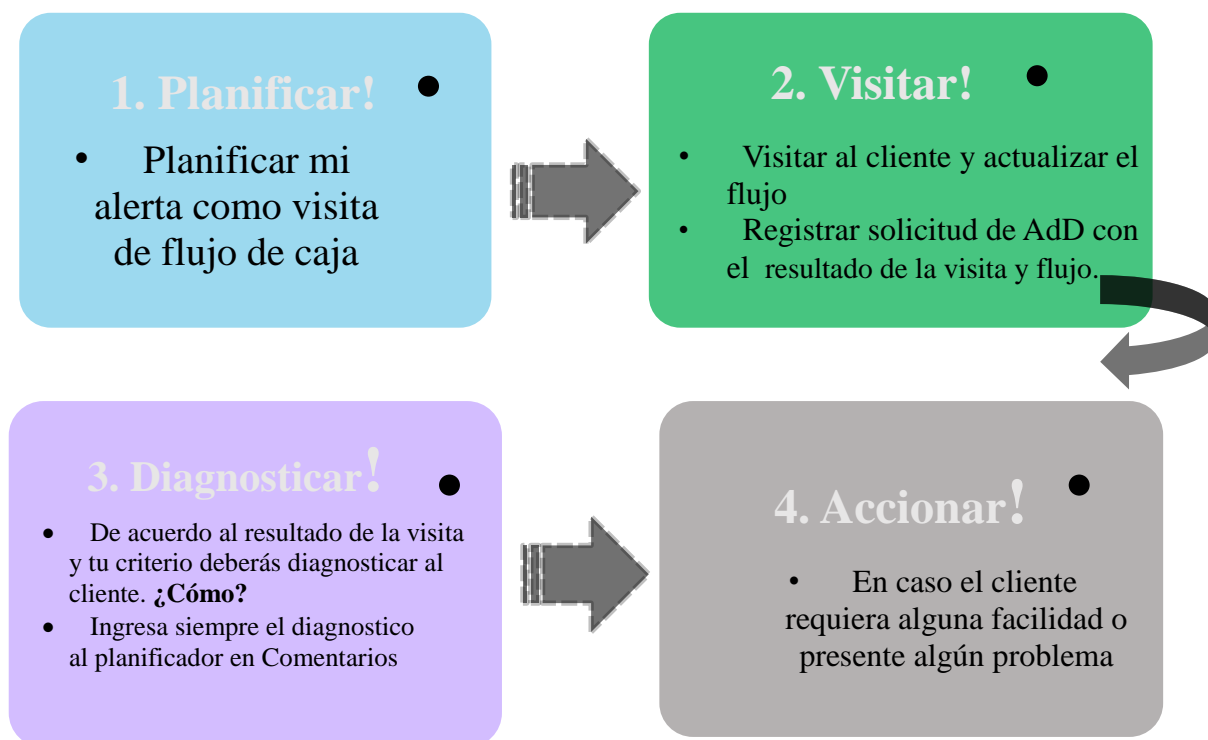 1. Planificar!
• Planificar mi
alerta como visita
de flujo de caja
2. Visitar!
• Visitar al cliente y actualizar el
flujo
• Registrar solicitud de AdD con
el resultado de la visita y flujo.
3. Diagnosticar!
• De acuerdo al resultado de la visita
y tu criterio deberás diagnosticar al
cliente. ¿Cómo?
• Ingresa siempre el diagnostico
al planificador en Comentarios
4. Accionar!
• En caso el cliente
requiera alguna facilidad o
presente algún problema